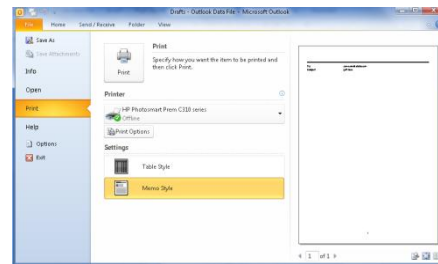 Drafts - Outlook Data File - Microsoft Outlook
File Home Send / Receive Folder View
Save As
Save Attachments
Info
Open
Print
Help
Options
Exit
Print
Print
Specify how you want the item to be printed and
then click Print.
Printer
HP Photosmart Prem C310 series
Offline
Print Options
Settings
Table Style
Memo Style
1 of 1